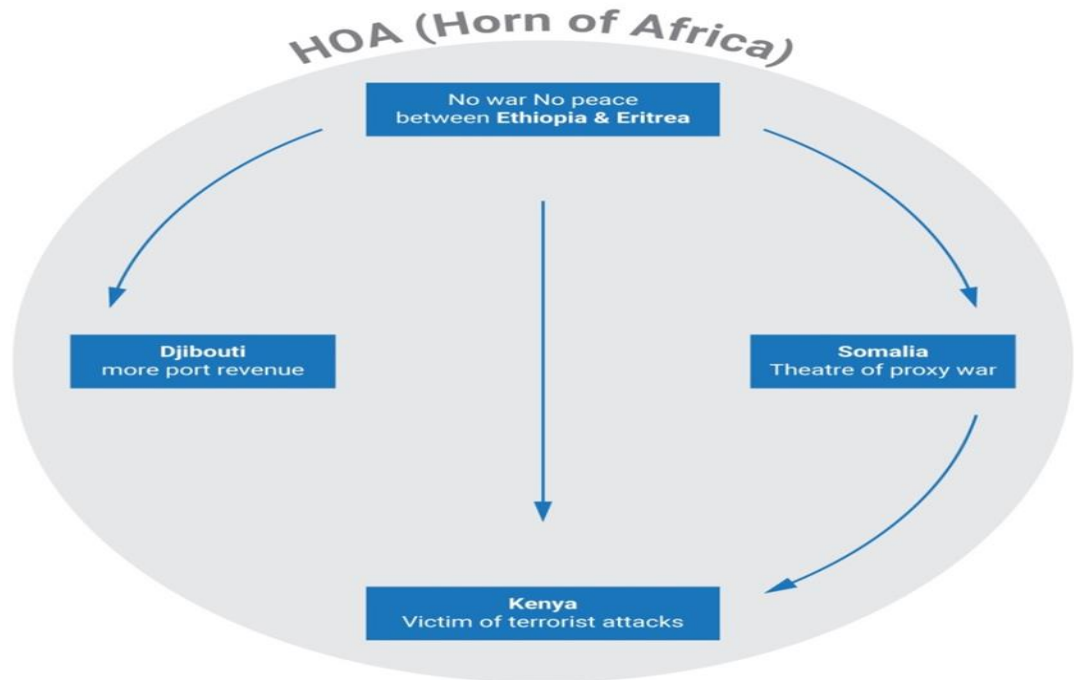 HOA (Horn of Africa)
No war No peace
between Ethiopia & Eritrea
Djibouti
more port revenue
Somalia
Theatre of proxy war
Kenya
Victim of terrorist attacks